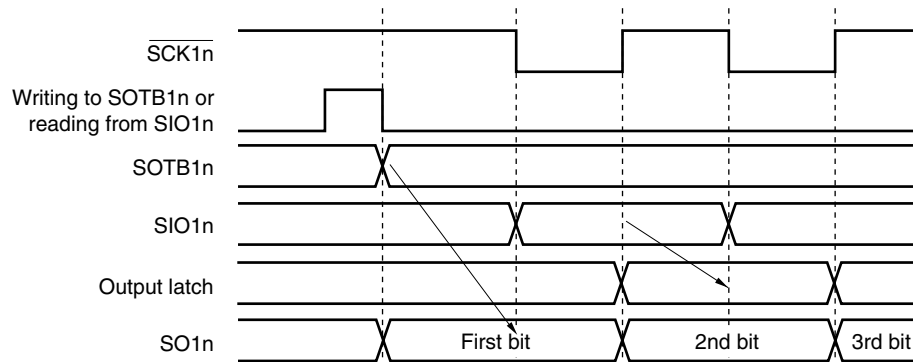 SCK1n
Writing to SOTB1n or
reading from SIO1n
SOTB1n
SIO1n
Output latch
SO1n
First bit
2nd bit
3rd bit